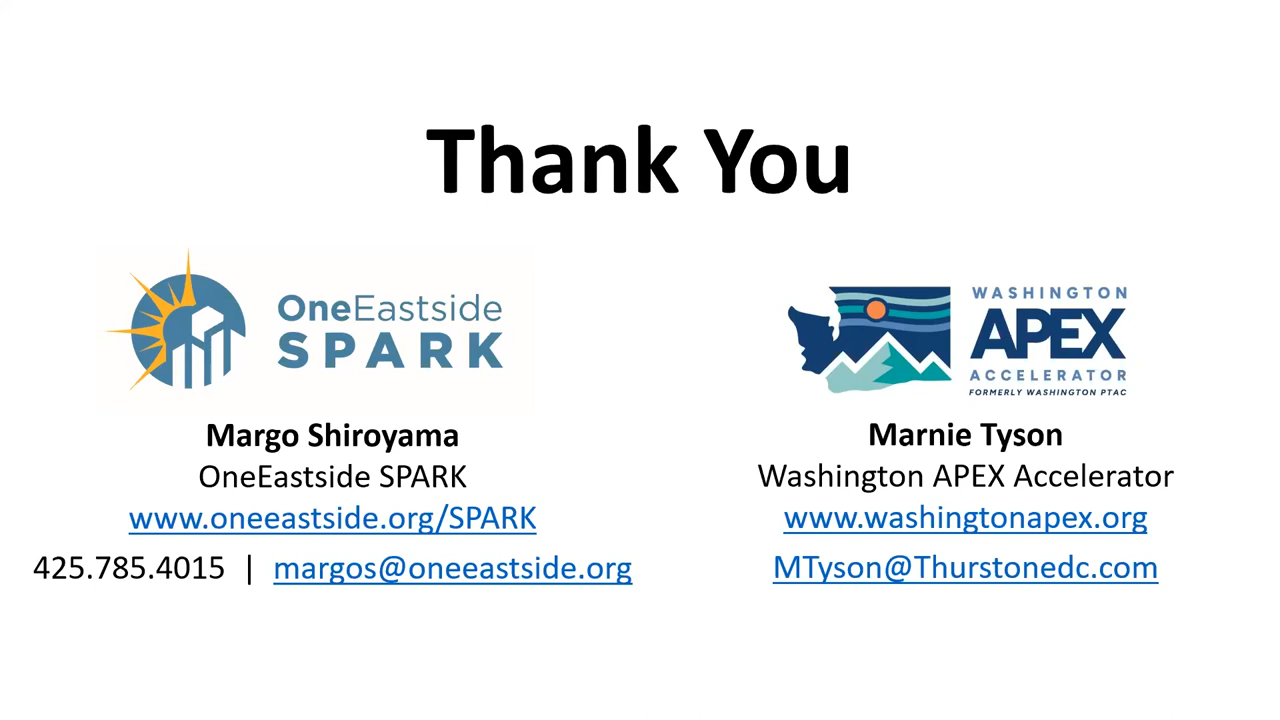 Thank You
OneEastside
SPARK
Margo Shiroyama
OneEastside SPARK
www.oneeastside.org/SPARK
425.785.4015 | margos@oneeastside.org
WASHINGTON
APEX
ACCELERATOR
FORMERLY WASHINGTON PTAC
Marnie Tyson
Washington APEX Accelerator
www.washingtonapex.org
MTyson@Thurstonedc.com